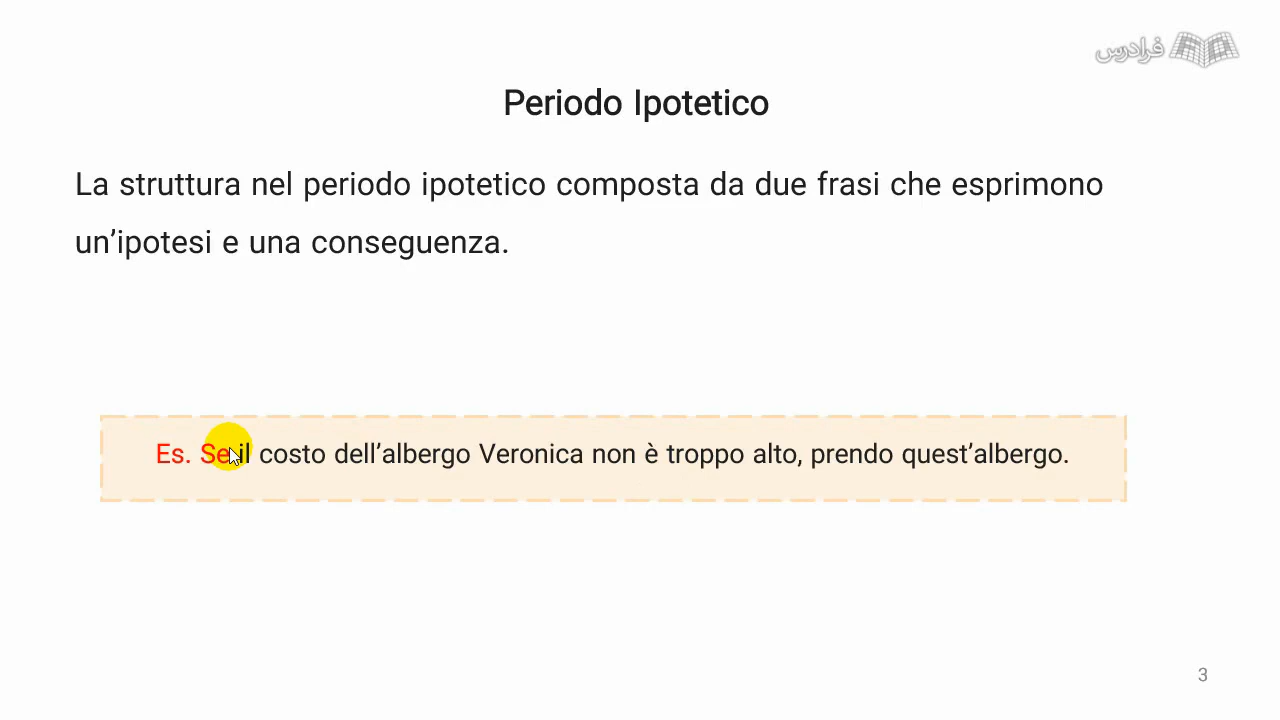 فرادرس
Periodo Ipotetico
La struttura nel periodo ipotetico composta da due frasi che esprimono
un’ipotesi e una conseguenza.
Es. Se il costo dell’albergo Veronica non è troppo alto, prendo quest’albergo.
3